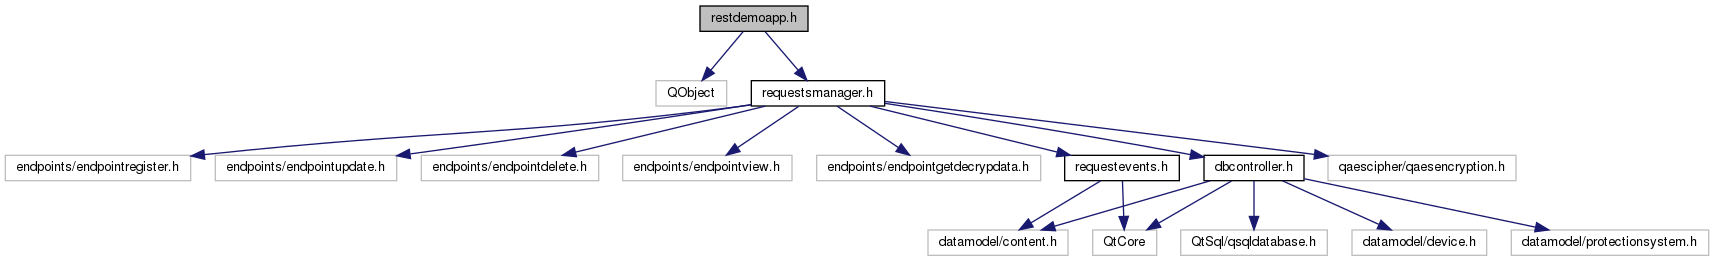 restdemoapp.h
QObject
requestsmanager.h
endpoints/endpointregister.h
endpoints/endpointupdate.h
endpoints/endpointdelete.h
endpoints/endpointview.h
endpoints/endpointgetdecrypdata.h
requestevents.h
dbcontroller.h
qaescipher/qaesencryption.h
datamodel/content.h
QtCore
QtSql/qsqldatabase.h
datamodel/device.h
datamodel/protectionsystem.h